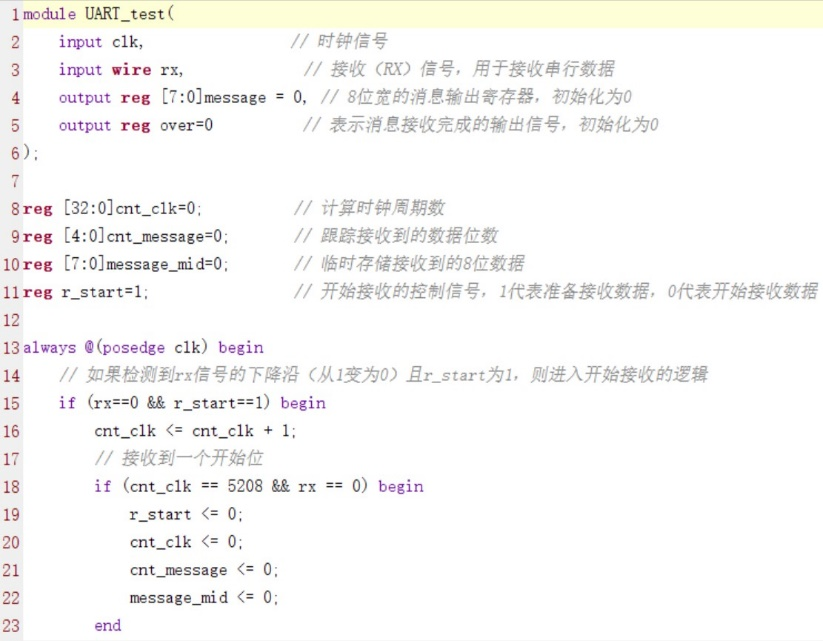 1 module UART_test(
2     input clk,                // 时钟信号
3     input wire rx,             // 接收（RX）信号，用于接收串行数据
4     output reg [7:0]message = 0, // 8位宽的消息输出寄存器，初始化为0
5     output reg over=0          // 表示消息接收完成的输出信号，初始化为0
6 );
7
8 reg [32:0]cnt_clk=0;          // 计算时钟周期数
9 reg [4:0]cnt_message=0;       // 跟踪接收到的数据位数
10 reg [7:0]message_mid=0;       // 临时存储接收到的8位数据
11 reg r_start=1;                // 开始接收的控制信号，1代表准备接收数据，0代表开始接收数据
12
13 always @(posedge clk) begin
14     // 如果检测到rx信号的下降沿（从1变为0）且r_start为1，则进入开始接收的逻辑
15     if (rx==0 && r_start==1) begin
16         cnt_clk <= cnt_clk + 1;
17         // 接收到一个开始位
18         if (cnt_clk == 5208 && rx == 0) begin
19             r_start <= 0;
20             cnt_clk <= 0;
21             cnt_message <= 0;
22             message_mid <= 0;
23         end